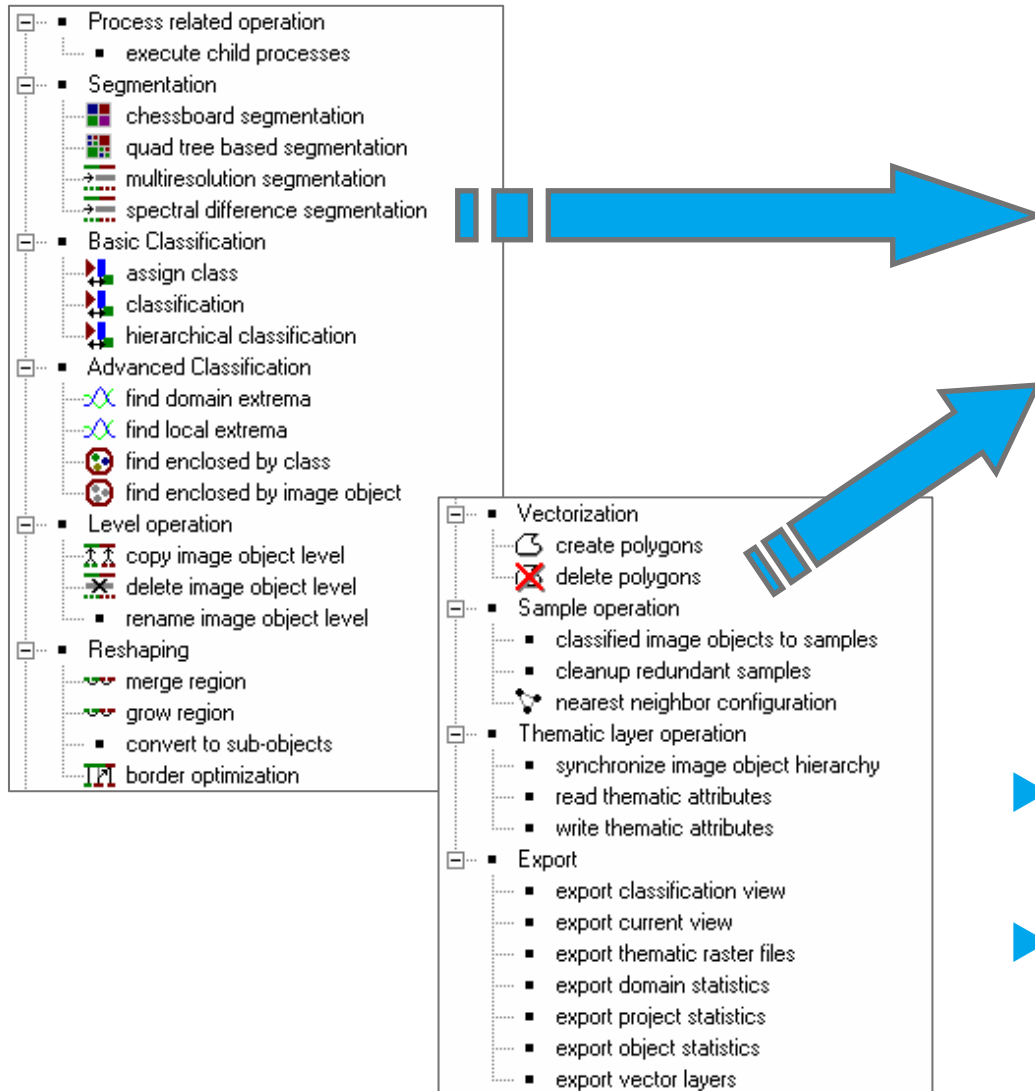 Process related operation
execute child processes
Segmentation
chessboard segmentation
quad tree based segmentation
multiresolution segmentation
spectral difference segmentation
Basic Classification
assign class
classification
hierarchical classification
Advanced Classification
find domain extrema
find local extrema
find enclosed by class
find enclosed by image object
Level operation
copy image object level
delete image object level
rename image object level
Reshaping
merge region
grow region
convert to sub-objects
border optimization
Vectorization
create polygons
delete polygons
Sample operation
classified image objects to samples
cleanup redundant samples
nearest neighbor configuration
Thematic layer operation
synchronize image object hierarchy
read thematic attributes
write thematic attributes
Export
export classification view
export current view
export thematic raster files
export domain statistics
export project statistics
export object statistics
export vector layers